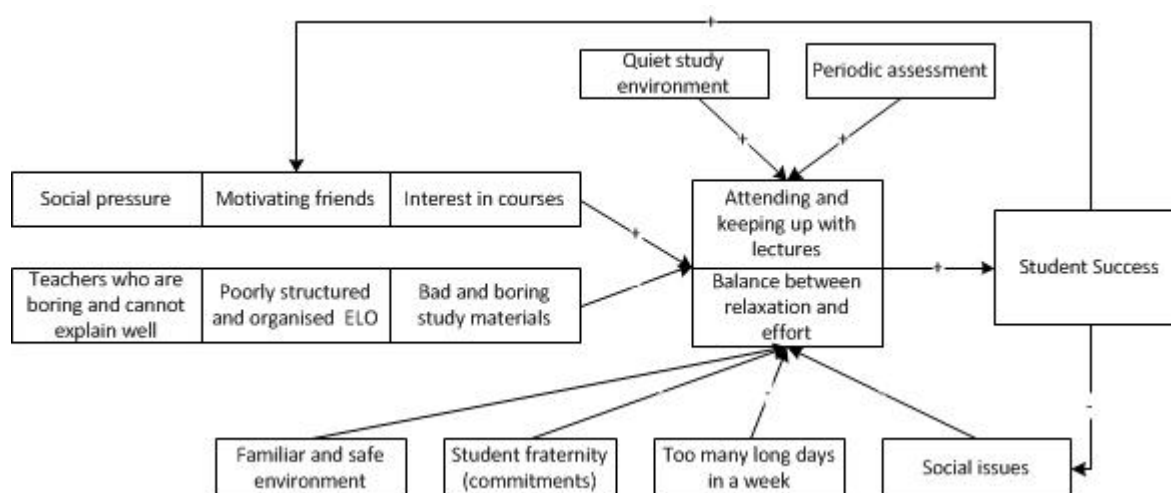 +
Quiet study
environment
Periodic assessment
+
+
Social pressure
Motivating friends
Interest in courses
Attending and
keeping up with
lectures
+
+
Student Success
Teachers who are
boring and cannot
explain well
Poorly structured
and organised ELO
Bad and boring
study materials
Balance between
relaxation and
effort
-
-
Familiar and safe
environment
Student fraternity
(commitments)
Too many long days
in a week
Social issues